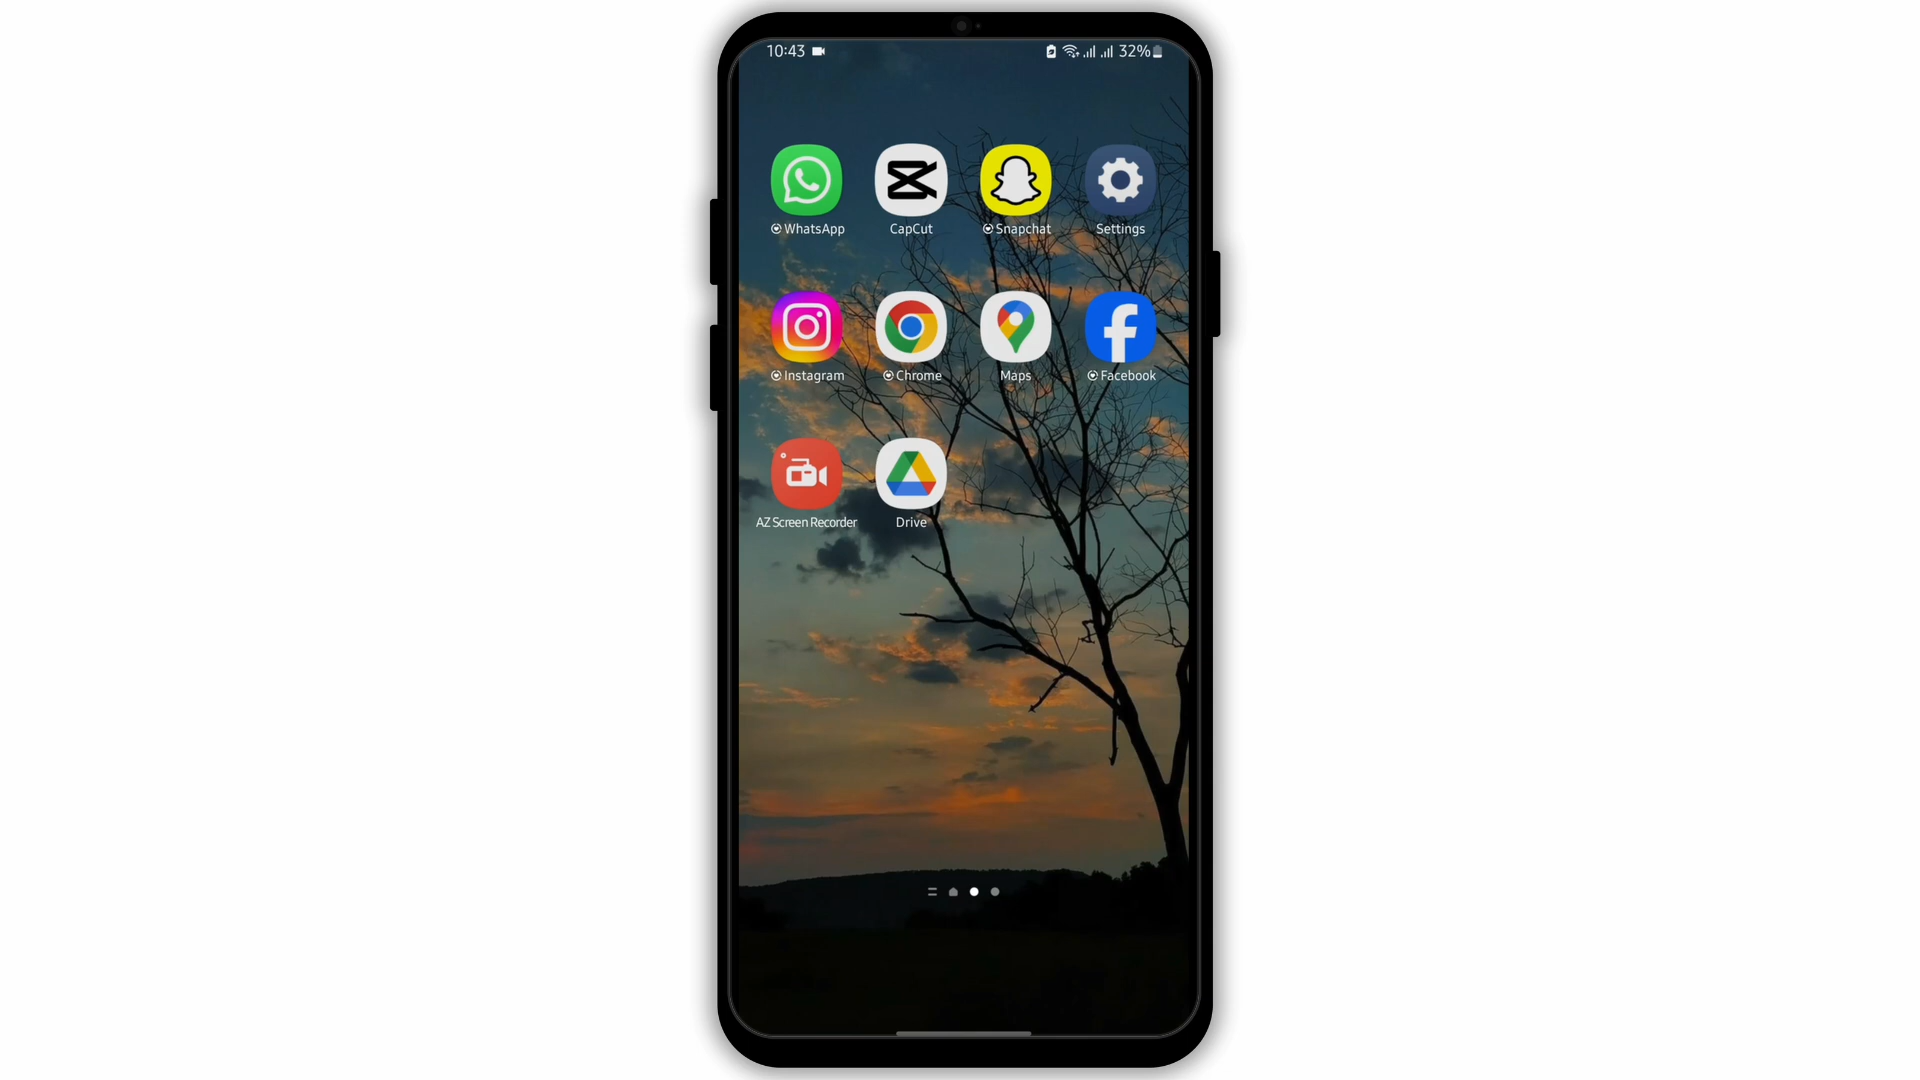 10:43 32%
WhatsApp CapCut Snapchat Settings
Instagram Chrome Maps Facebook
AZ Screen Recorder Drive